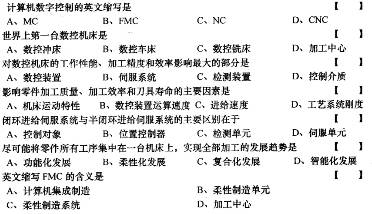 计算机数字控制的英文缩写是 【 】
A、MC B、FMC C、NC D、CNC
世界上第一台数控机床是 【 】
A、数控冲床 B、数控车床 C、数控铣床 D、加工中心
对数控机床的工作性能、加工精度和效率影响最大的部分是 【 】
A、数控装置 B、伺服系统 C、检测装置 D、控制介质
影响零件加工质量、加工效率和刀具寿命的主要因素是 【 】
A、机床运动特性 B、数控装置运算速度 C、进给速度 D、工艺系统刚度
闭环进给伺服系统与半闭环进给伺服系统的主要区别在于 【 】
A、控制对象 B、位置控制器 C、检测单元 D、伺服单元
尽可能将零件所有工序集中在一台机床上，实现全部加工的发展趋势是 【 】
A、功能化发展 B、柔性化发展 C、复合化发展 D、智能化发展
英文缩写 FMC 的含义是 【 】
A、计算机集成制造 B、柔性制造单元
C、柔性制造系统 D、加工中心